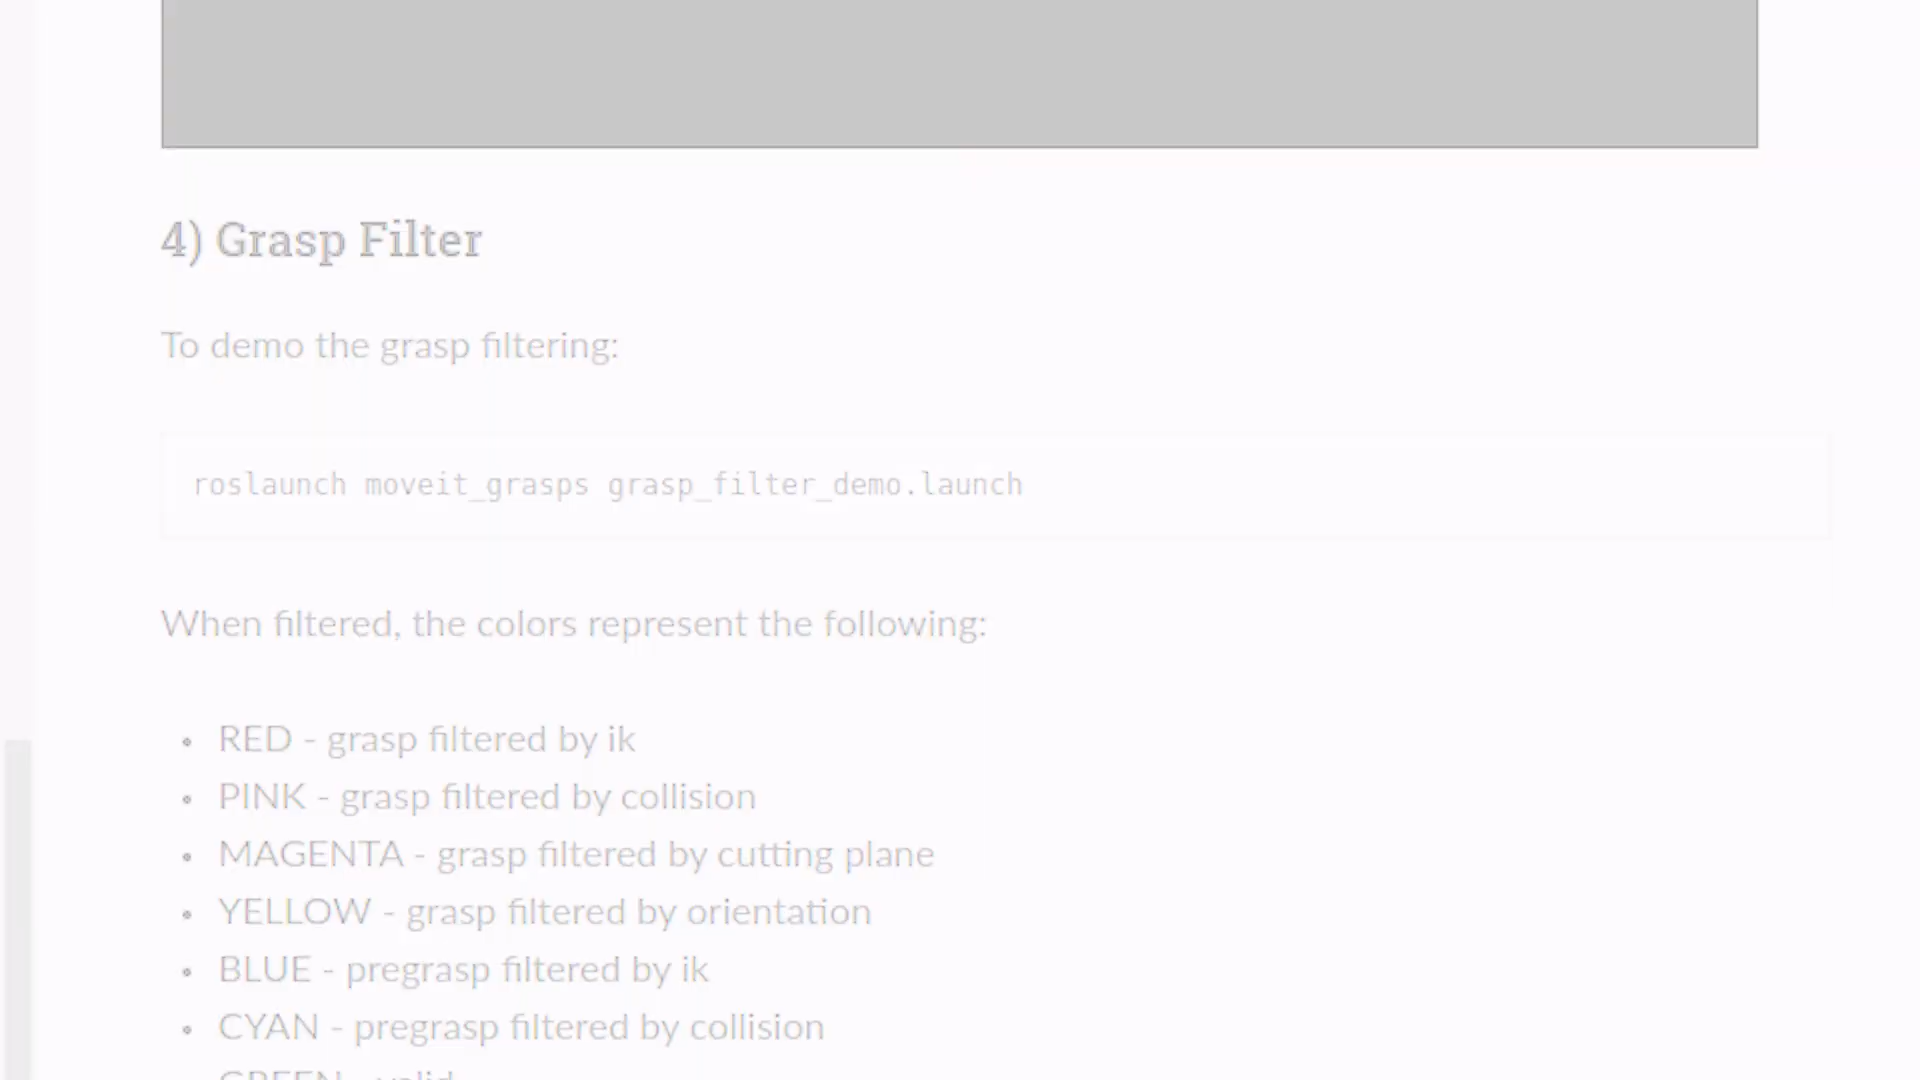 4) Grasp Filter
To demo the grasp filtering:
roslaunch moveit_grasps grasp_filter_demo.launch
When filtered, the colors represent the following:
• RED - grasp filtered by ik
• PINK - grasp filtered by collision
• MAGENTA - grasp filtered by cutting plane
• YELLOW - grasp filtered by orientation
• BLUE - pregrasp filtered by ik
• CYAN - pregrasp filtered by collision
GREEN - valid